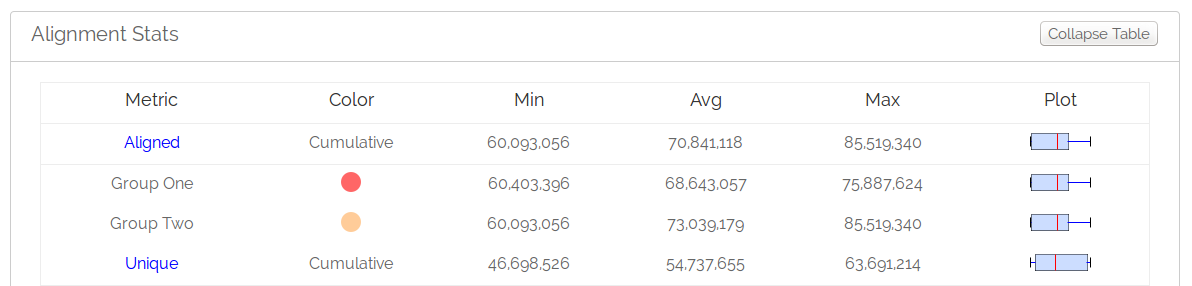 Alignment Stats Collapse Table
Metric Color Min Avg Max Plot
Aligned Cumulative 60,093,056 70,841,118 85,519,340
Group One 60,403,396 68,643,057 75,887,624
Group Two 60,093,056 73,039,179 85,519,340
Unique Cumulative 46,698,526 54,737,655 63,691,214